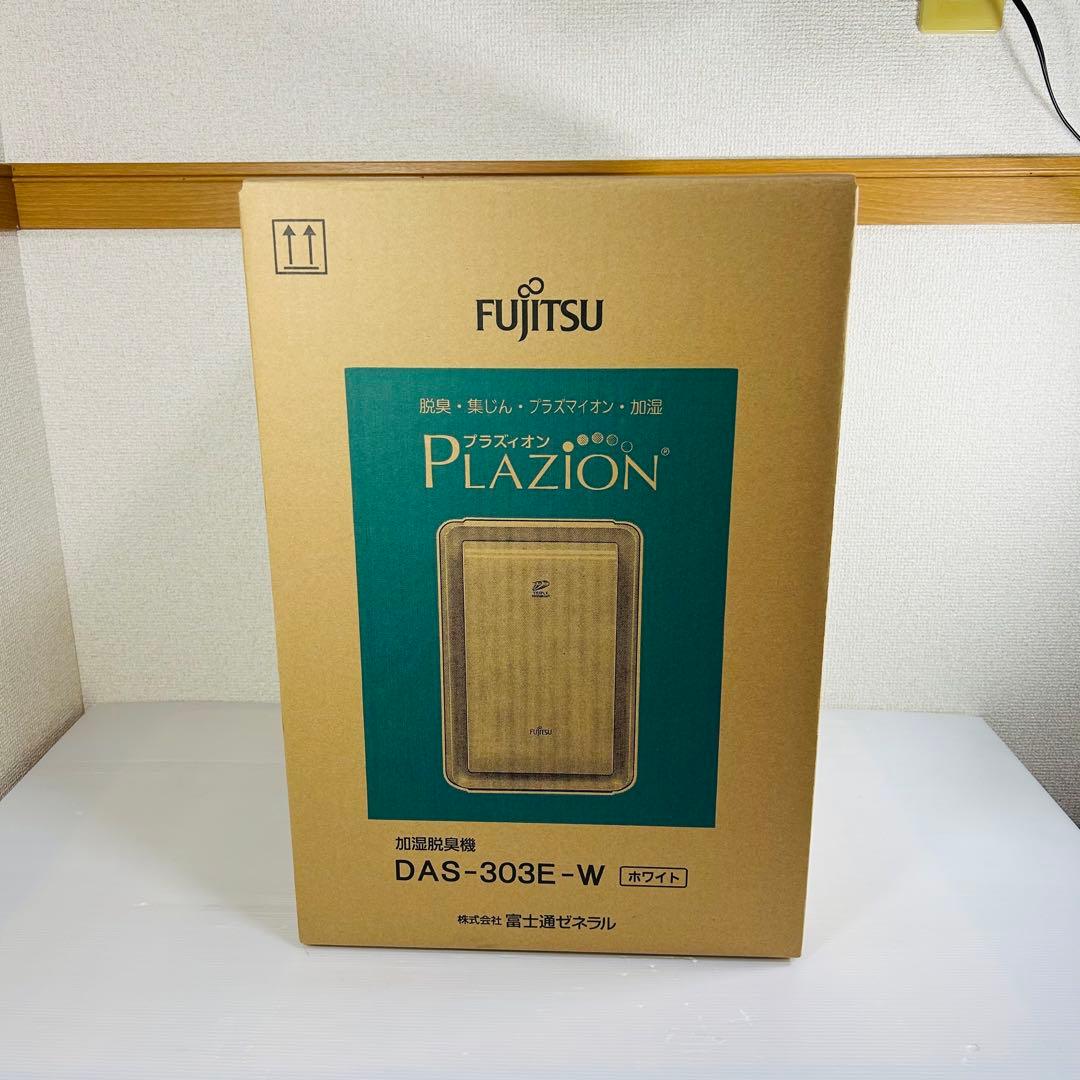 FUJITSU
脱臭・集じん・プラズマイオン・加湿
プラズィオン
PLAZiON®
FUJITSU
加湿脱臭機
DAS-303E-W ホワイト
株式会社 富士通ゼネラル